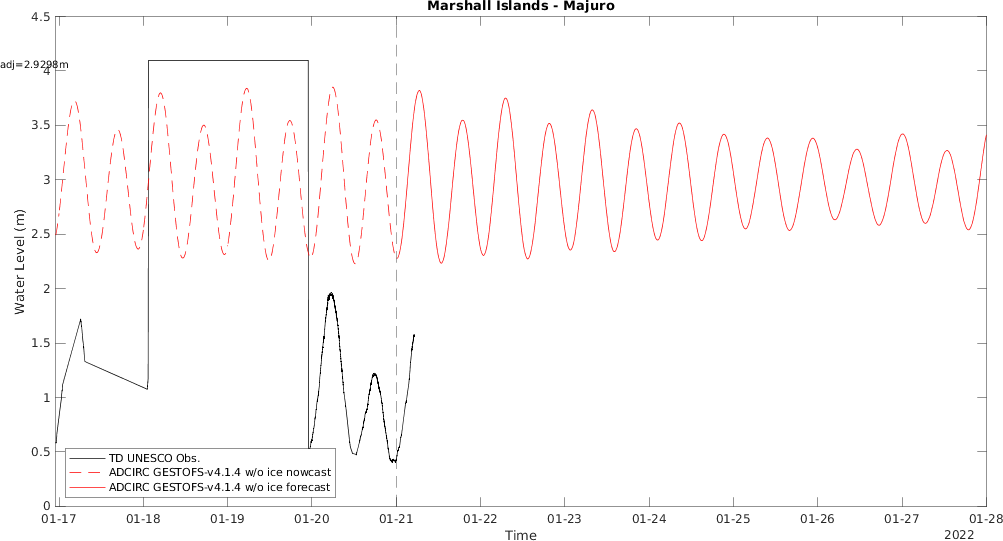 Marshall Islands - Majuro
4.5
adj=2.9298m
4
3.5
3
2.5
2
1.5
1
0.5
0
Water Level (m)
TD UNESCO Obs.
ADCIRC GESTOFS-v4.1.4 w/o ice nowcast
ADCIRC GESTOFS-v4.1.4 w/o ice forecast
01-17 01-18 01-19 01-20 01-21 01-22 01-23 01-24 01-25 01-26 01-27 01-28
Time
2022